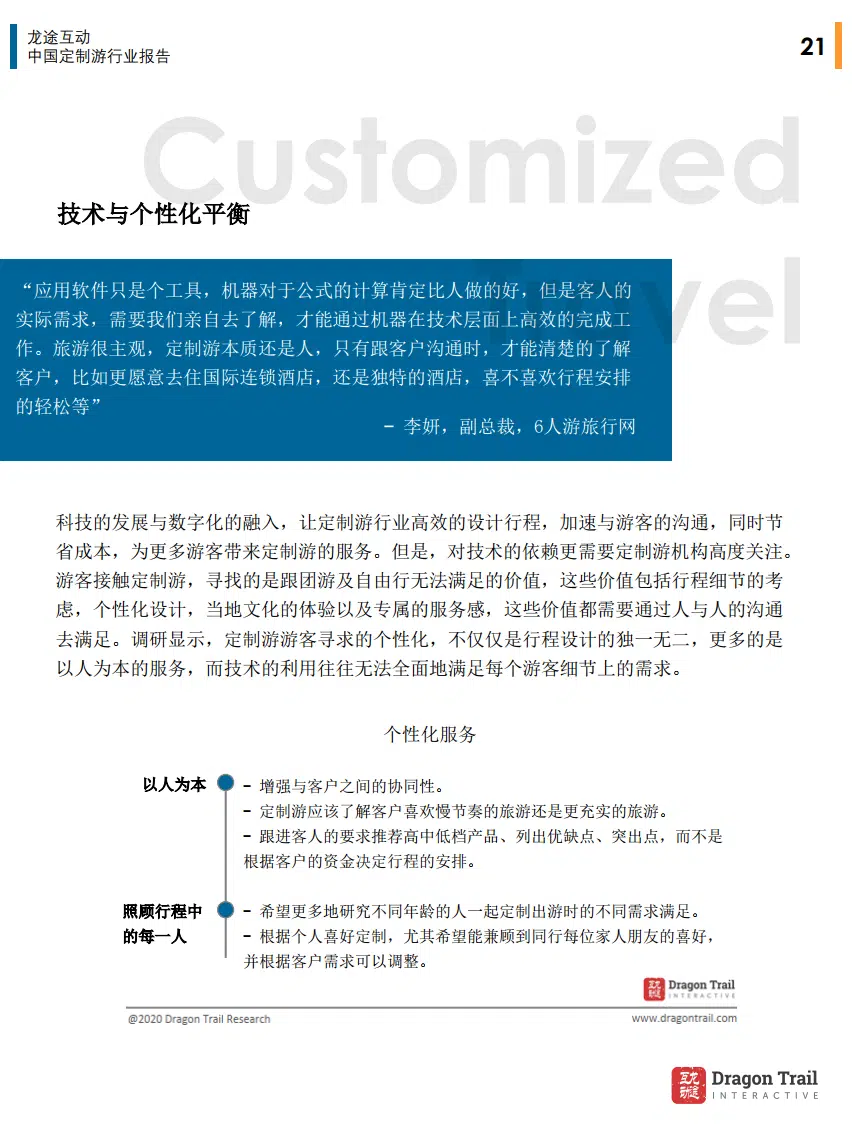 龙途互动
中国定制游行业报告
21
Customized
Travel
技术与个性化平衡
“应用软件只是个工具，机器对于公式的计算肯定比人做的好，但是客人的
实际需求，需要我们亲自去了解，才能通过机器在技术层面上高效的完成工
作。旅游很主观，定制游本质还是人，只有跟客户沟通时，才能清楚的了解
客户，比如更愿意去住国际连锁酒店，还是独特的酒店，喜不喜欢行程安排
的轻松等”
– 李妍，副总裁，6人游旅行网
科技的发展与数字化的融入，让定制游行业高效的设计行程，加速与游客的沟通，同时节
省成本，为更多游客带来定制游的服务。但是，对技术的依赖更需要定制游机构高度关注。
游客接触定制游，寻找的是跟团游及自由行无法满足的价值，这些价值包括行程细节的考
虑，个性化设计，当地文化的体验以及专属的服务感，这些价值都需要通过人与人的沟通
去满足。调研显示，定制游游客寻求的个性化，不仅仅是行程设计的独一无二，更多的是
以人为本的服务，而技术的利用往往无法全面地满足每个游客细节上的需求。
个性化服务
以人为本
– 增强与客户之间的协同性。
– 定制游应该了解客户喜欢慢节奏的旅游还是更充实的旅游。
– 跟进客人的要求推荐高中低档产品、列出优缺点、突出点，而不是
根据客户的资金决定行程的安排。
照顾行程中
的每一人
– 希望更多地研究不同年龄的人一起定制出游时的不同需求满足。
– 根据个人喜好定制，尤其希望能兼顾到同行每位家人朋友的喜好，
并根据客户需求可以调整。
龙途互动
Dragon Trail
INTERACTIVE
@2020 Dragon Trail Research
www.dragontrail.com
龙途互动
Dragon Trail
INTERACTIVE